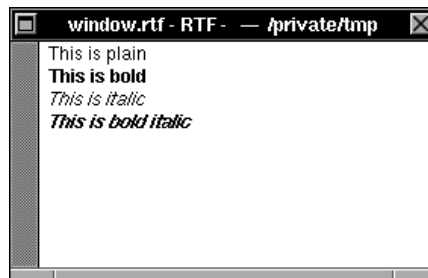 window.rtf - RTF - — /private/tmp
This is plain
This is bold
This is italic
This is bold italic